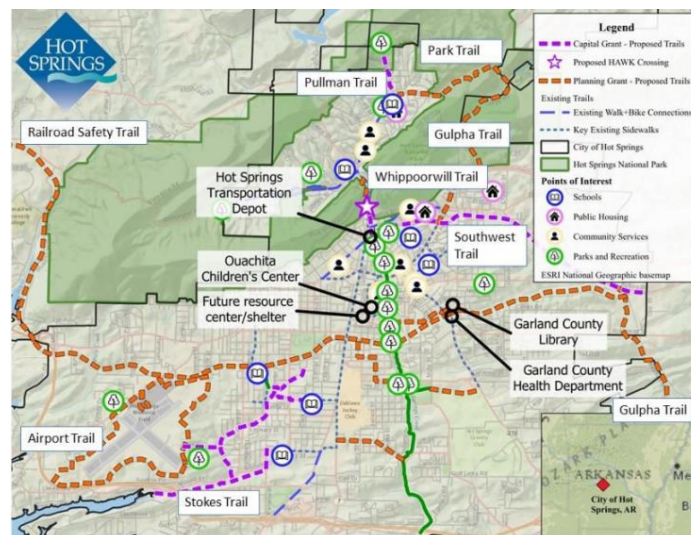 HOT
SPRINGS
Park Trail
Pullman Trail
Railroad Safety Trail
Gulpha Trail
Hot Springs
Transportation
Depot
Whippoorwill Trail
Southwest
Trail
Ouachita
Children's Center
Future resource
center/shelter
Garland County
Library
Garland County
Health Department
Airport Trail
Stokes Trail
Gulpha Trail
Legend
Capital Grant - Proposed Trails
Proposed HAWK Crossing
Planning Grant - Proposed Trails
Existing Trails
Existing Walk+Bike Connections
Key Existing Sidewalks
City of Hot Springs
Hot Springs National Park
Points of Interest
Schools
Public Housing
Community Services
Parks and Recreation
ESRI National Geographic basemap
OZARK PLA
Me
ARKANSAS
City of Hot
Springs, AR